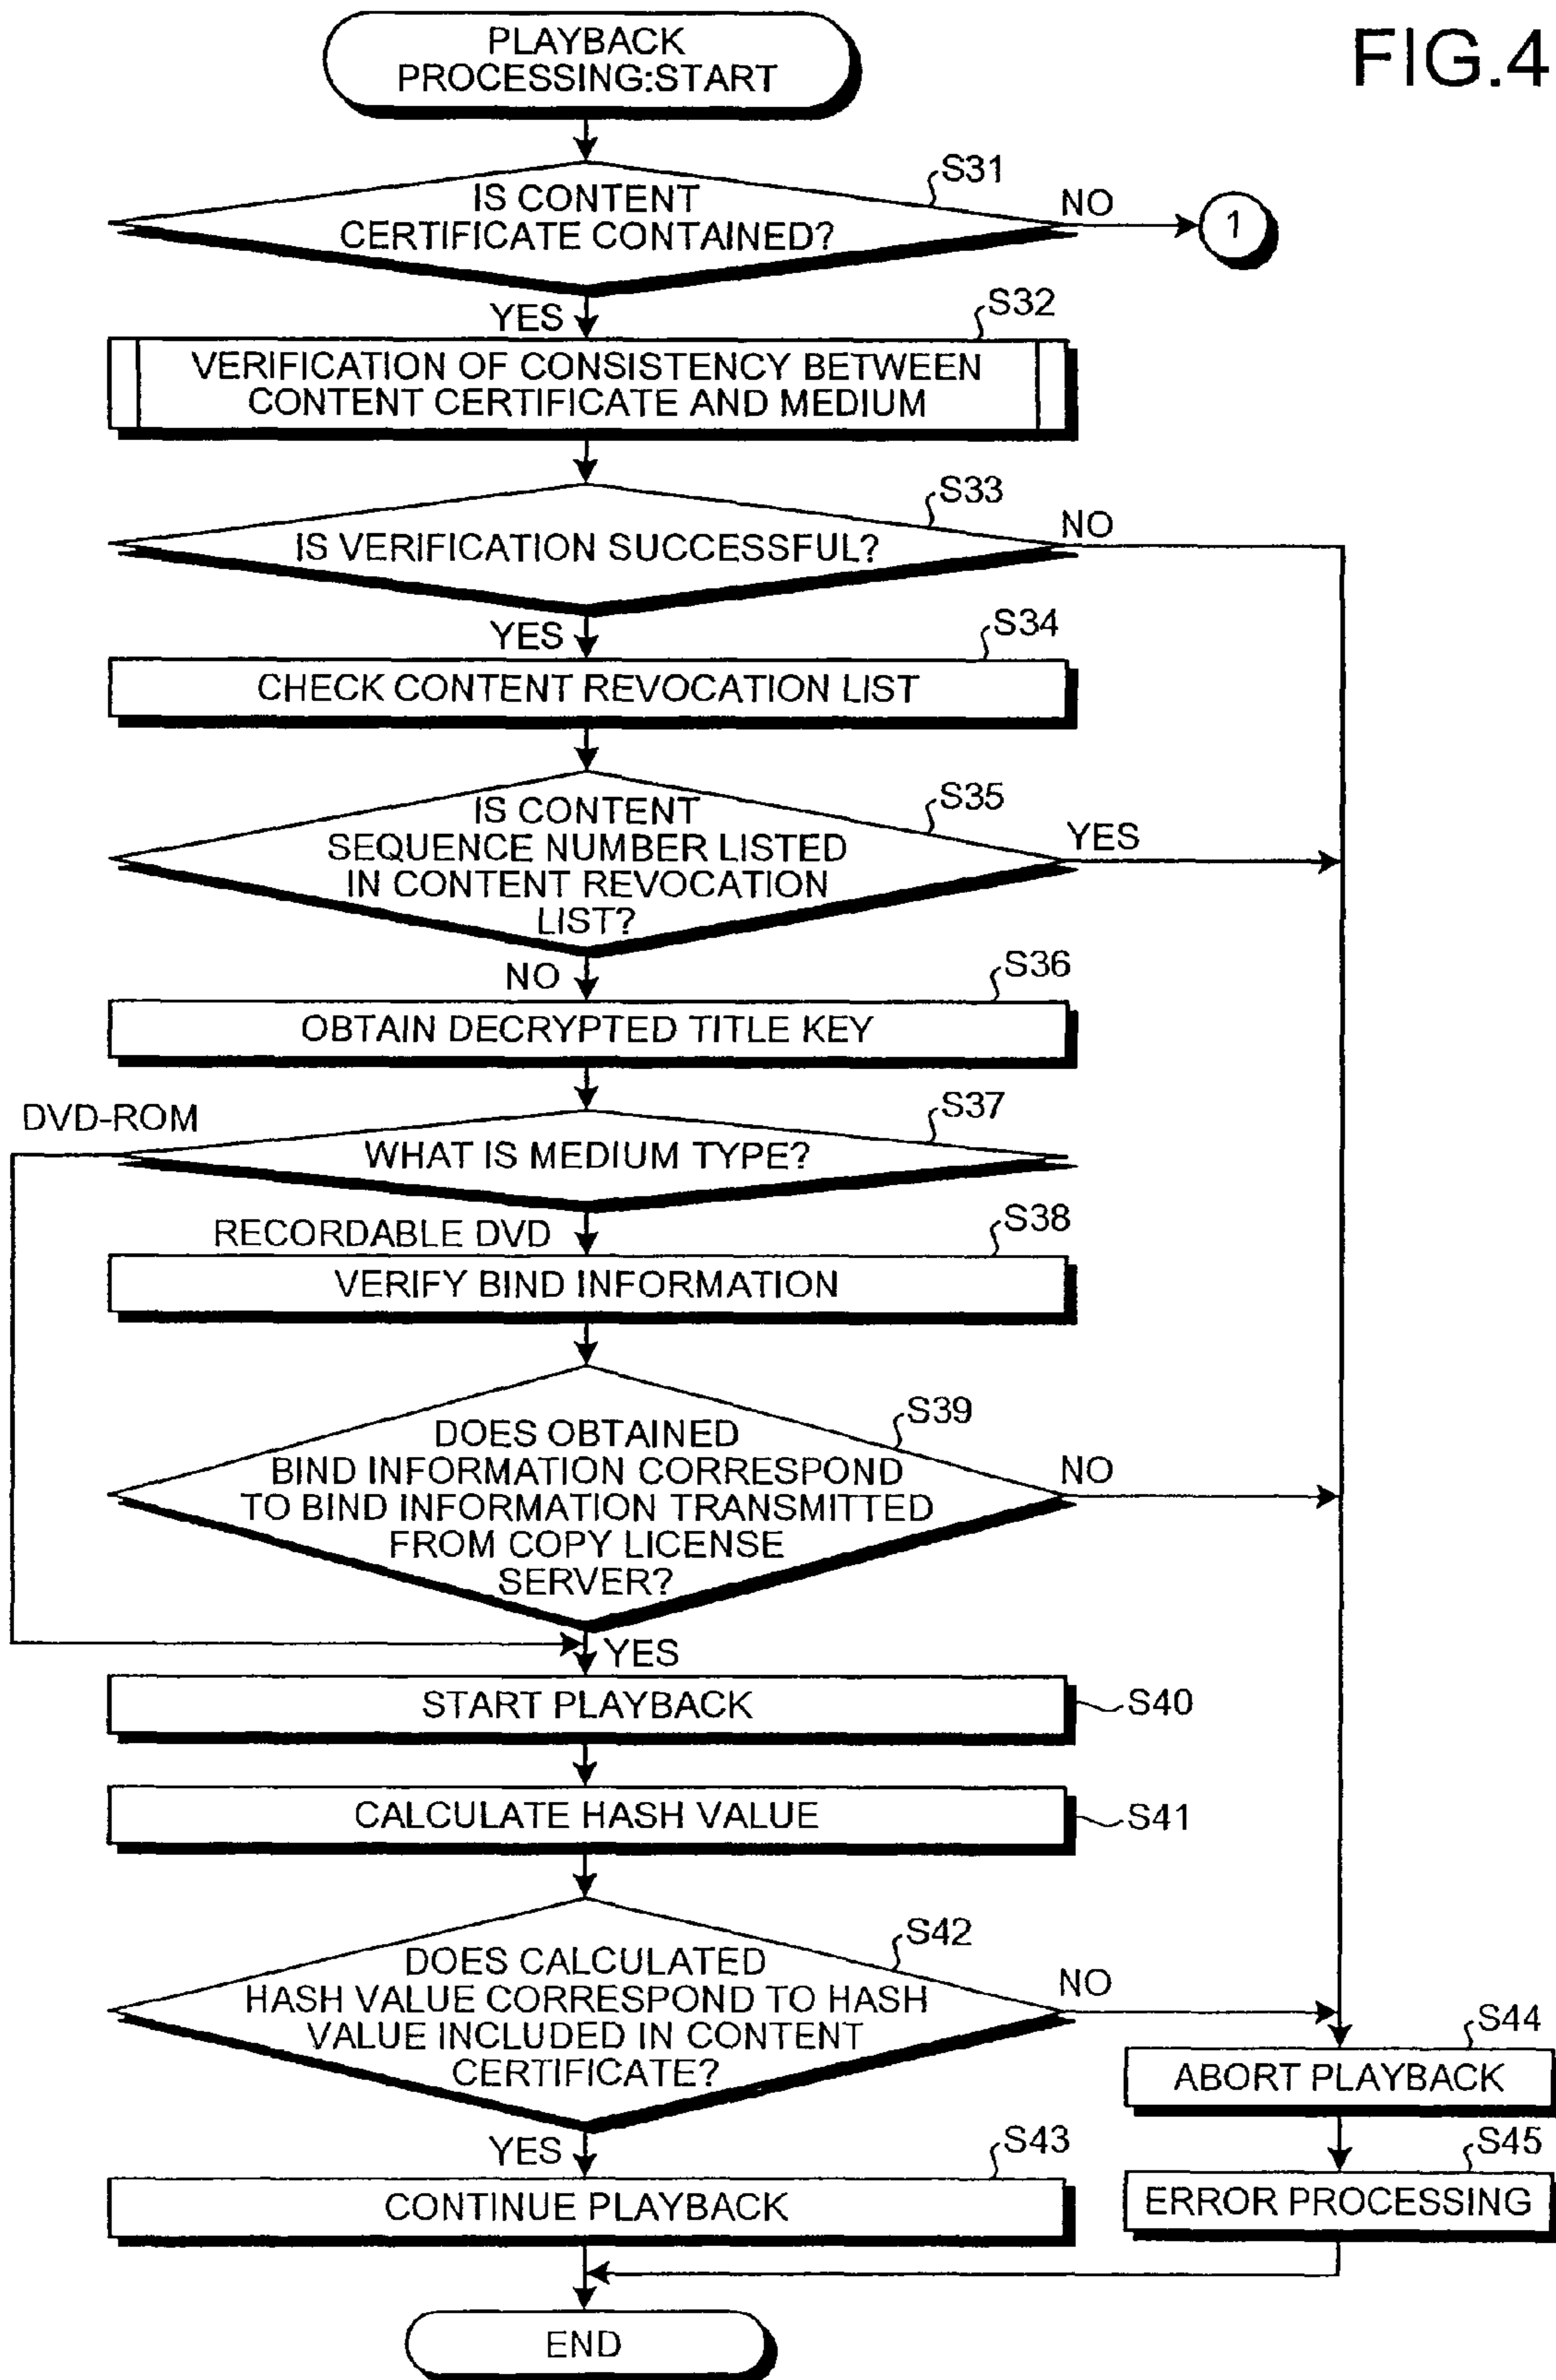 FIG.4
PLAYBACK
PROCESSING:START
S31
IS CONTENT
CERTIFICATE CONTAINED?
NO
1
YES
S32
VERIFICATION OF CONSISTENCY BETWEEN
CONTENT CERTIFICATE AND MEDIUM
S33
IS VERIFICATION SUCCESSFUL?
NO
YES
S34
CHECK CONTENT REVOCATION LIST
S35
IS CONTENT
SEQUENCE NUMBER LISTED
IN CONTENT REVOCATION
LIST?
YES
NO
S36
OBTAIN DECRYPTED TITLE KEY
DVD-ROM
S37
WHAT IS MEDIUM TYPE?
RECORDABLE DVD
S38
VERIFY BIND INFORMATION
S39
DOES OBTAINED
BIND INFORMATION CORRESPOND
TO BIND INFORMATION TRANSMITTED
FROM COPY LICENSE
SERVER?
NO
YES
START PLAYBACK
S40
CALCULATE HASH VALUE
S41
S42
DOES CALCULATED
HASH VALUE CORRESPOND TO HASH
VALUE INCLUDED IN CONTENT
CERTIFICATE?
NO
S44
ABORT PLAYBACK
YES
S43
CONTINUE PLAYBACK
S45
ERROR PROCESSING
END